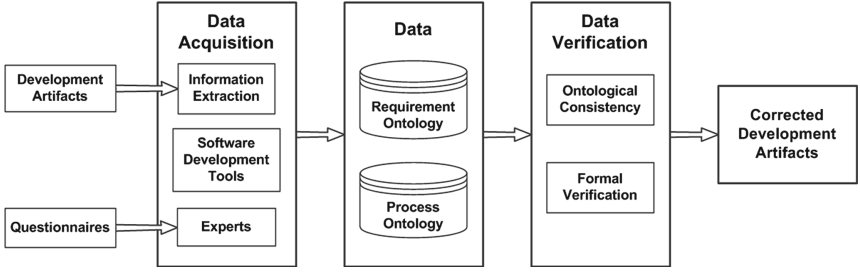 Development
Artifacts
Questionnaires
Data
Acquisition
Information
Extraction
Software
Development
Tools
Experts
Data
Requirement
Ontology
Process
Ontology
Data
Verification
Ontological
Consistency
Formal
Verification
Corrected
Development
Artifacts